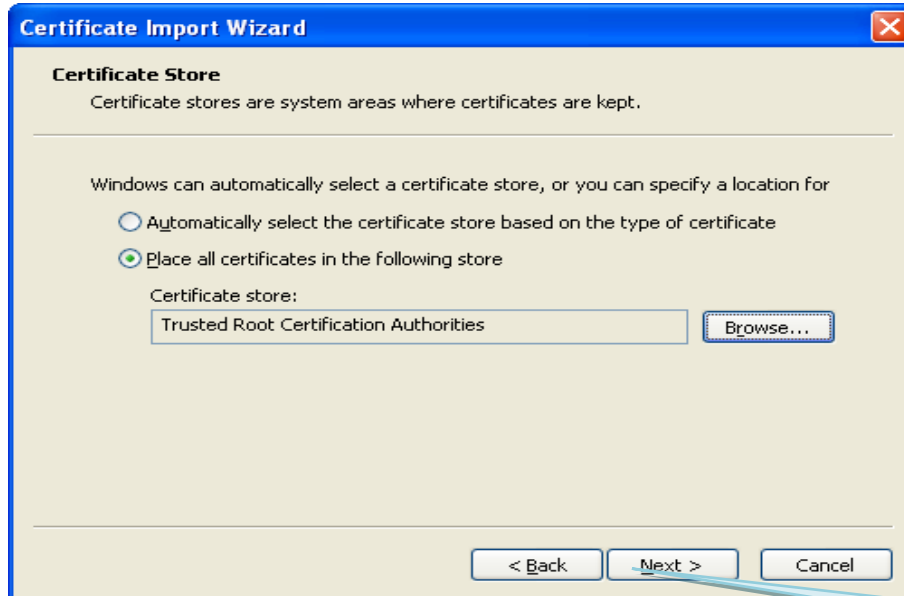 Certificate Import Wizard
Certificate Store
Certificate stores are system areas where certificates are kept.
Windows can automatically select a certificate store, or you can specify a location for
Automatically select the certificate store based on the type of certificate
Place all certificates in the following store
Certificate store:
Trusted Root Certification Authorities
Browse...
< Back Next > Cancel